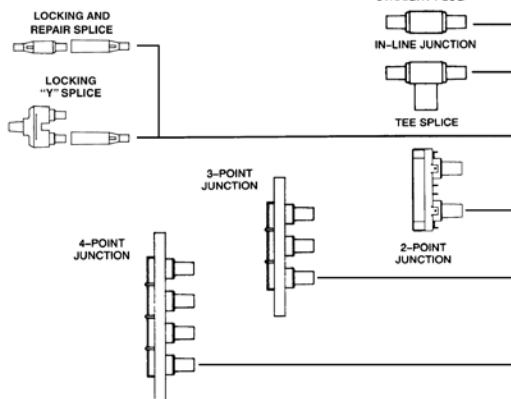 LOCKING AND
REPAIR SPLICE
IN-LINE JUNCTION
LOCKING
"Y" SPLICE
TEE SPLICE
3-POINT
JUNCTION
4-POINT
JUNCTION
2-POINT
JUNCTION